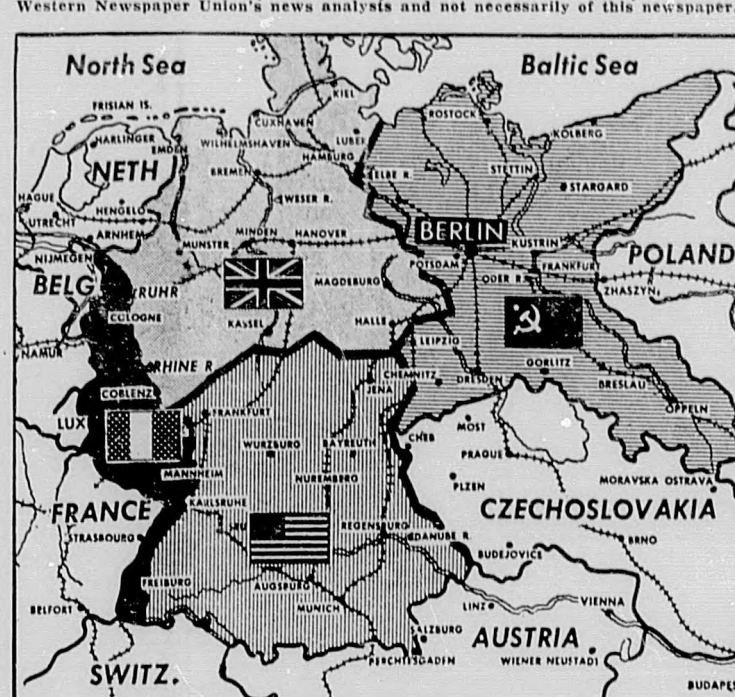 Western Newspaper Union's news analysts and not necessarily of this newspaper.
North Sea
Baltic Sea
FRISIAN IS.
KIEL
CUXHAVEN
ROSTOCK
KOLBERG
HARLINGER
EMDEN
WILHELMSHAVEN
HAMBURG
NETH
BREMEN
ELBE R.
STETTIN
STARGARD
HAGUE
WESER R.
UTRECHT
HENGELO
ARNHEM
MINDEN
HANOVER
BERLIN
KUSTRIN
NIJMEGEN
MUNSTER
POTSDAM
FRANKFURT
POLAND
BELG
RUHR
MAGDEBURG
ODER R.
ZHASZYN
COLOGNE
KASSEL
HALLE
LEIPZIG
NAMUR
RHINE R
GORLITZ
CHEMNITZ
DRESDEN
BRESLAU
COBLENZ
JENA
OPPELN
LUX
FRANKFURT
MOST
CHEB
WURZBURG
BAYREUTH
PRAGUE
MANNHEIM
NUREMBERG
PLZEN
MORAVSKA OSTRAVA
KARLSRUHE
FRANCE
CZECHOSLOVAKIA
STRASBOURG
REGENSBURG
DANUBE R.
BRNO
BUDEJOVICE
FREIBURG
AUGSBURG
BELFORT
MUNICH
LINZ
VIENNA
SALZBURG
AUSTRIA
SWITZ.
WIENER NEUSTADT